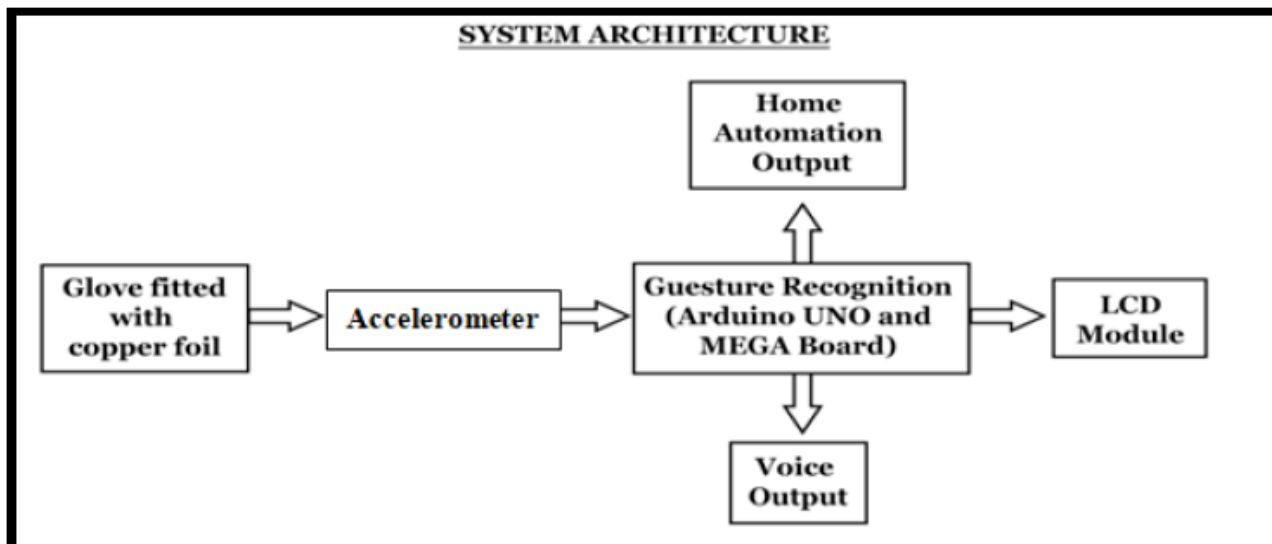 SYSTEM ARCHITECTURE
Home
Automation
Output
Glove fitted
with
copper foil
Accelerometer
Guesture Recognition
(Arduino UNO and
MEGA Board)
LCD
Module
Voice
Output